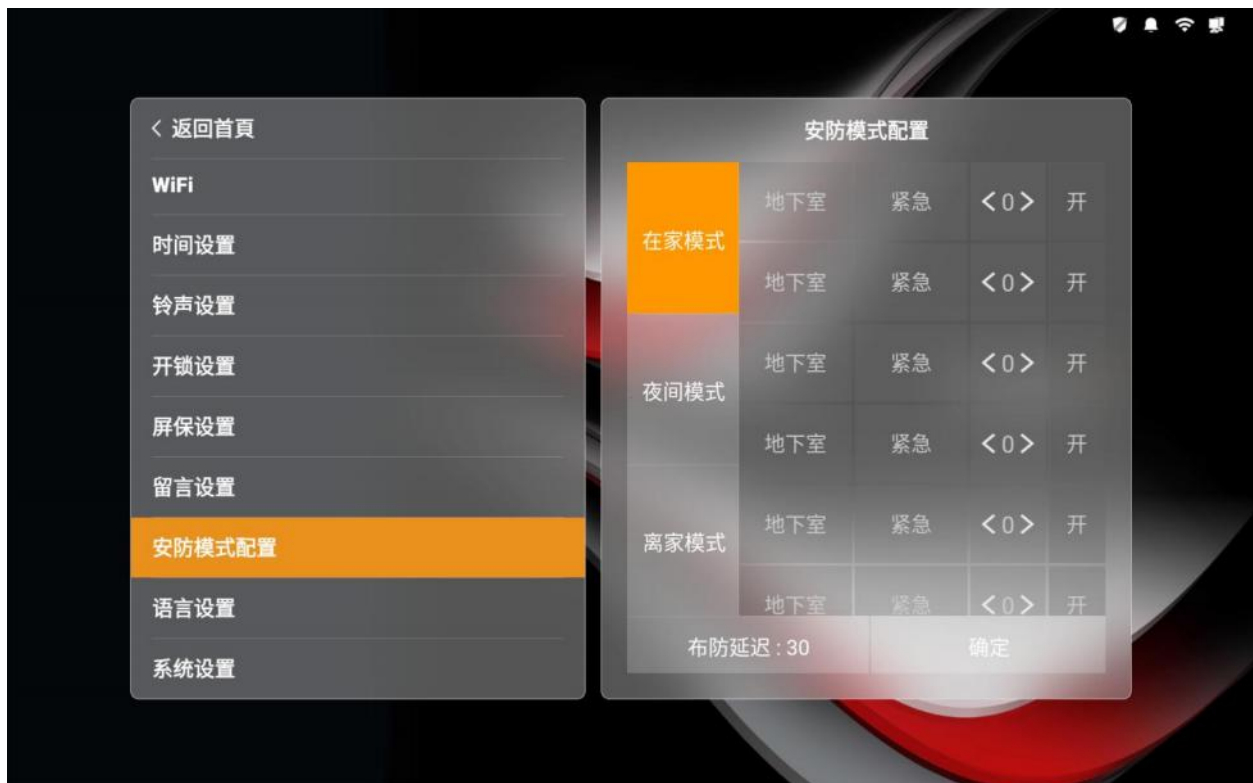 返回首頁
WiFi
时间设置
铃声设置
开锁设置
屏保设置
留言设置
安防模式配置
语言设置
系统设置
安防模式配置
在家模式
夜间模式
离家模式
地下室 紧急 <0> 开
地下室 紧急 <0> 开
地下室 紧急 <0> 开
地下室 紧急 <0> 开
地下室 紧急 <0> 开
地下室 紧急 <0> 开
布防延迟 : 30 确定